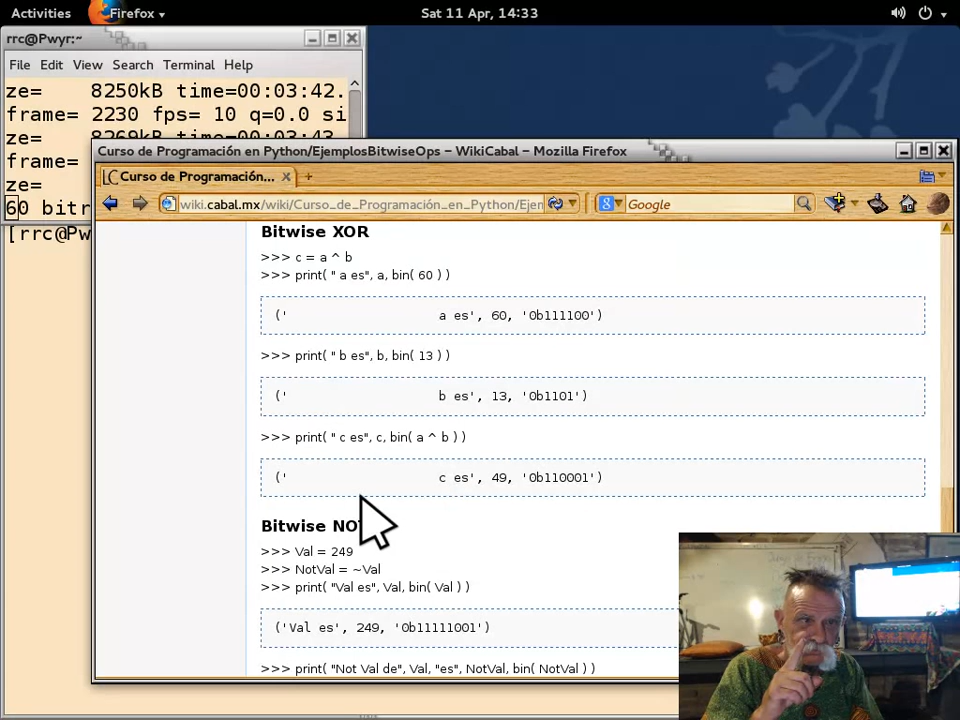 Activities Firefox Sat 11 Apr, 14:33
rrc@Pwyr:~
File Edit View Search Terminal Help
ze= 8250kB time=00:03:42.
frame= 2230 fps= 10 q=0.0 si
ze= 8269kB time=00:03:43
frame=
ze=
60 bitr
[rrc@Pw
Curso de Programación en Python/EjemplosBitwiseOps – WikiCabal – Mozilla Firefox
Curso de Programación...
wiki.cabal.mx/wiki/Curso_de_Programación_en_Python/Ejen
Google
Bitwise XOR
>>> c = a ^ b
>>> print( " a es", a, bin( 60 ) )
(' a es', 60, '0b111100')
>>> print( " b es", b, bin( 13 ) )
(' b es', 13, '0b1101')
>>> print( " c es", c, bin( a ^ b ) )
(' c es', 49, '0b110001')
Bitwise NO
>>> Val = 249
>>> NotVal = ~Val
>>> print( "Val es", Val, bin( Val ) )
('Val es', 249, '0b11111001')
>>> print( "Not Val de", Val, "es", NotVal, bin( NotVal ) )